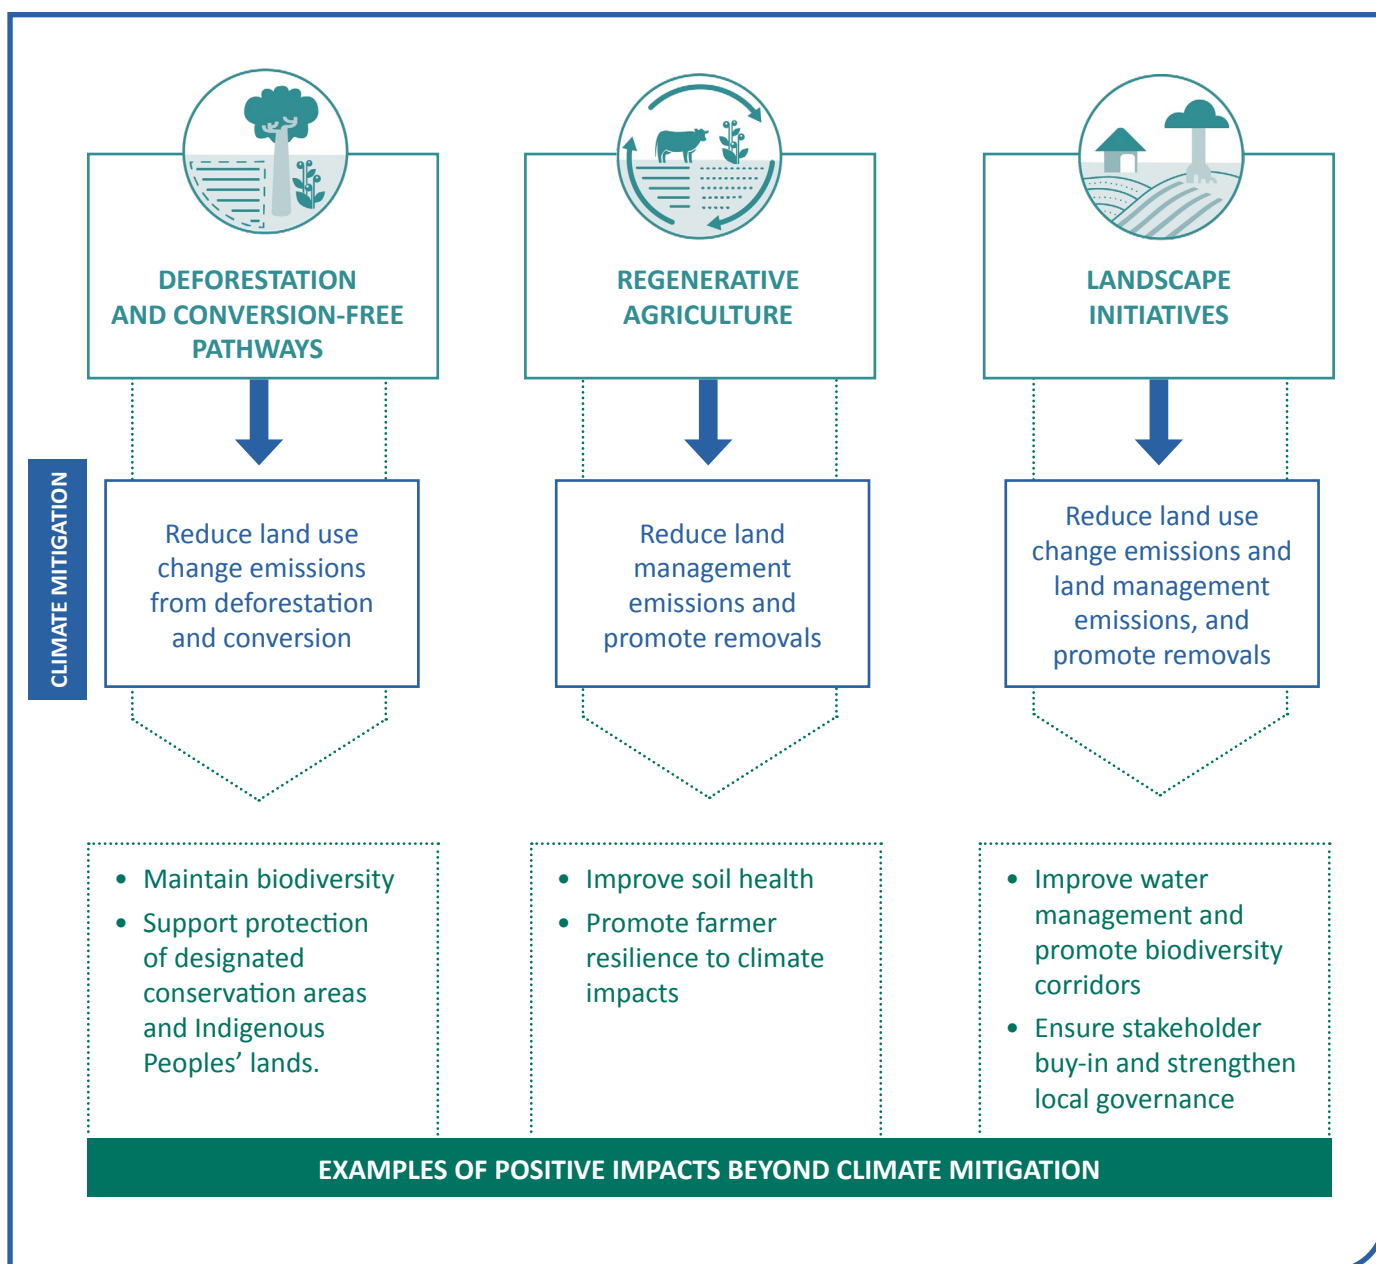 DEFORESTATION
AND CONVERSION-FREE
PATHWAYS
REGENERATIVE
AGRICULTURE
LANDSCAPE
INITIATIVES
CLIMATE MITIGATION
Reduce land use
change emissions
from deforestation
and conversion
Reduce land
management
emissions and
promote removals
Reduce land use
change emissions and
land management
emissions, and
promote removals
• Maintain biodiversity
• Support protection
of designated
conservation areas
and Indigenous
Peoples’ lands.
• Improve soil health
• Promote farmer
resilience to climate
impacts
• Improve water
management and
promote biodiversity
corridors
• Ensure stakeholder
buy-in and strengthen
local governance
EXAMPLES OF POSITIVE IMPACTS BEYOND CLIMATE MITIGATION